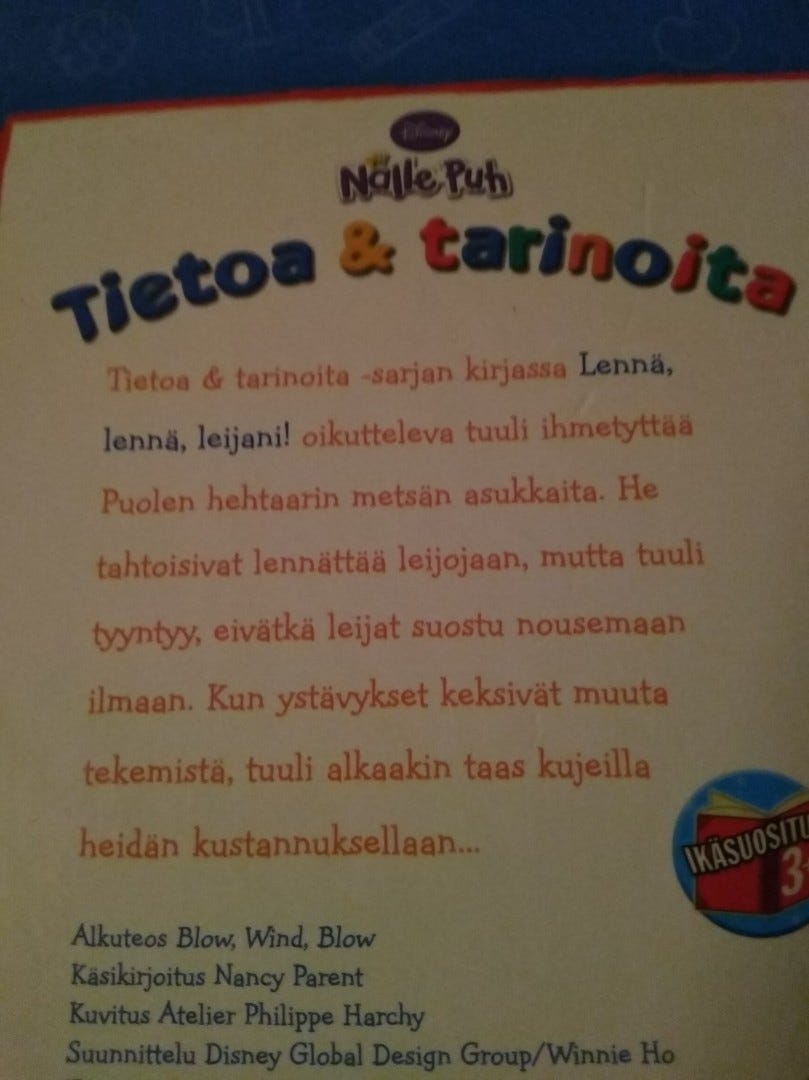 Disney
Nalle Puh
Tietoa & tarinoita
Tietoa & tarinoita -sarjan kirjassa Lennä,
lennä, leijani! oikutteleva tuuli ihmetyttää
Puolen hehtaarin metsän asukkaita. He
tahtoisivat lennättää leijojaan, mutta tuuli
tyyntyy, eivätkä leijat suostu nousemaan
ilmaan. Kun ystävykset keksivät muuta
tekemistä, tuuli alkaakin taas kujeilla
heidän kustannuksellaan...
IKÄSUOSITU
3+
Alkuteos Blow, Wind, Blow
Käsikirjoitus Nancy Parent
Kuvitus Atelier Philippe Harchy
Suunnittelu Disney Global Design Group/Winnie Ho